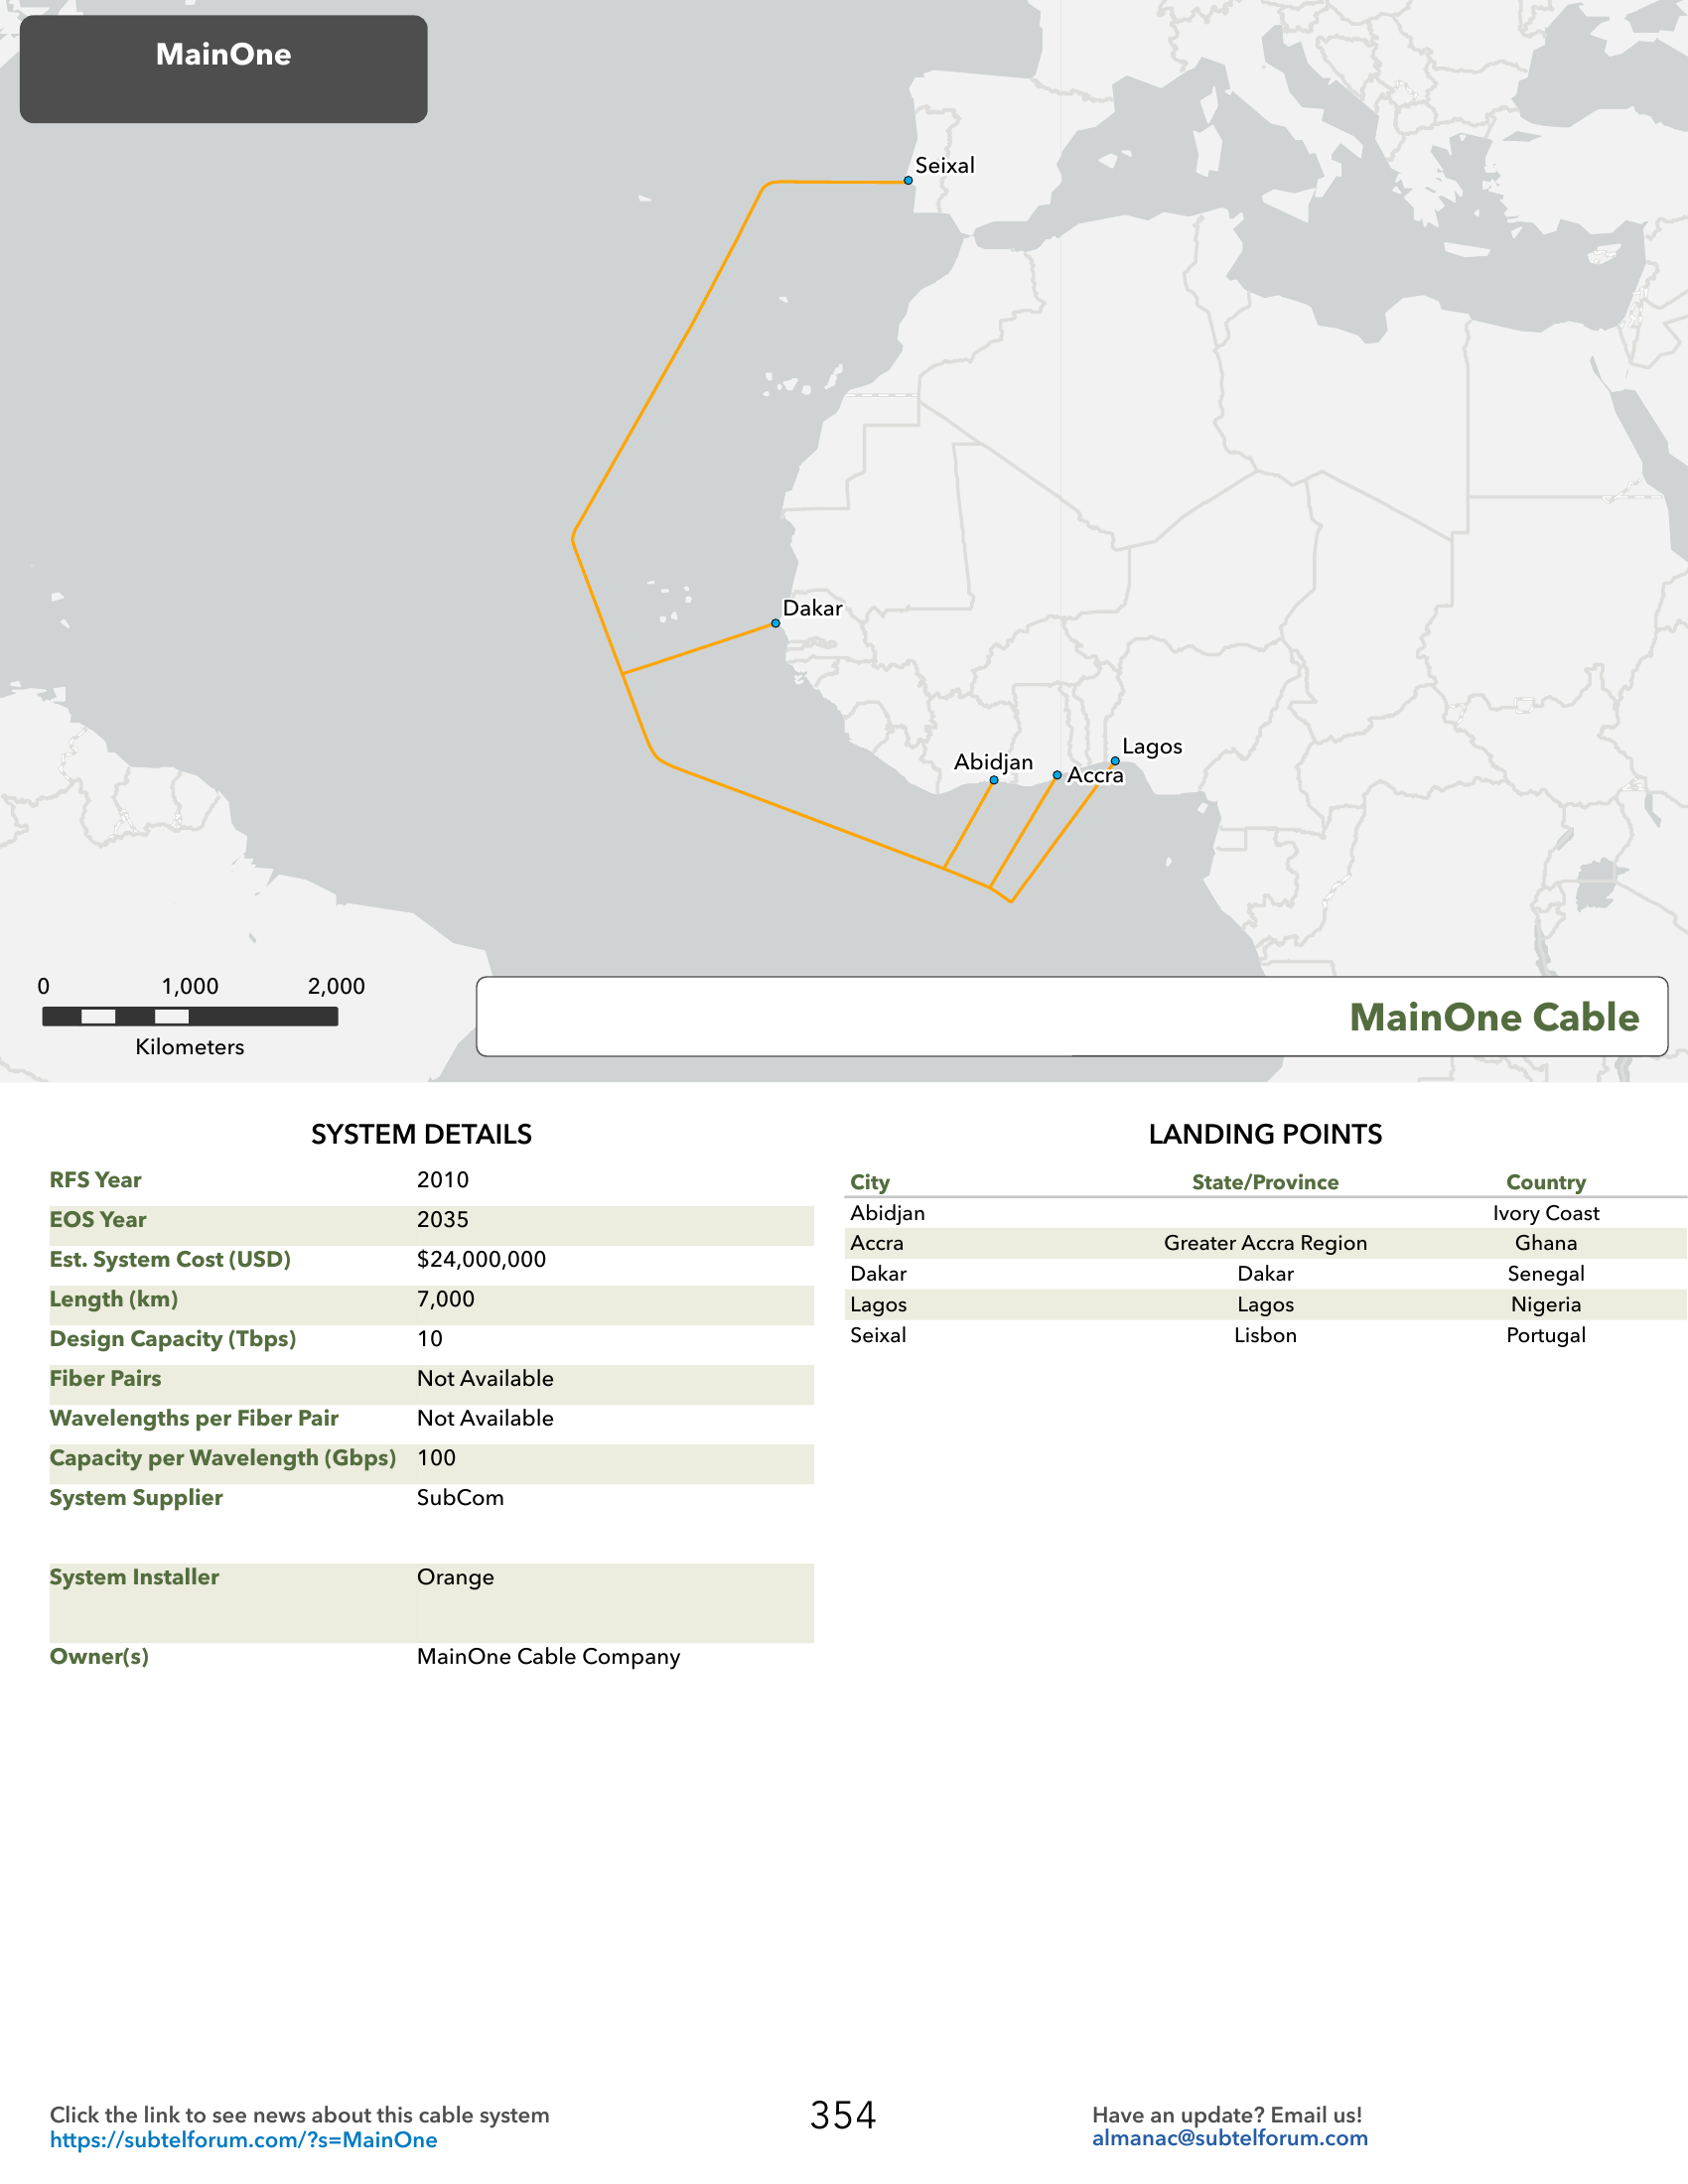 MainOne
Seixal
Dakar
Abidjan
Accra
Lagos
0 1,000 2,000
Kilometers
MainOne Cable
SYSTEM DETAILS
RFS Year 2010
EOS Year 2035
Est. System Cost (USD) $24,000,000
Length (km) 7,000
Design Capacity (Tbps) 10
Fiber Pairs Not Available
Wavelengths per Fiber Pair Not Available
Capacity per Wavelength (Gbps) 100
System Supplier SubCom
System Installer Orange
Owner(s) MainOne Cable Company
LANDING POINTS
City State/Province Country
Abidjan Ivory Coast
Accra Greater Accra Region Ghana
Dakar Dakar Senegal
Lagos Lagos Nigeria
Seixal Lisbon Portugal
Click the link to see news about this cable system
https://subtelforum.com/?s=MainOne
354
Have an update? Email us!
almanac@subtelforum.com